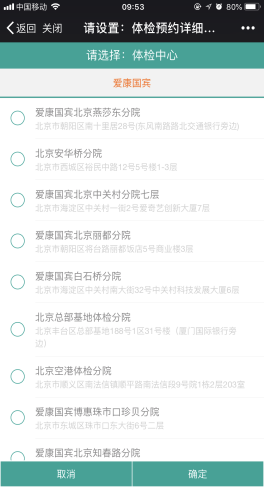 中国移动
09:53
80%
返回 关闭 请设置：体检预约详细...
请选择：体检中心
爱康国宾
爱康国宾北京燕莎东分院
北京市朝阳区南十里居28号(东风南路路北交通银行旁边)
北京安华桥分院
北京市西城区裕民中路12号5号楼1-3层
爱康国宾北京中关村分院七层
北京市海淀区中关村一街2号爱奇艺创新大厦7层
爱康国宾北京丽都分院
北京市朝阳区将台路丽都饭店5号商业楼3层
爱康国宾白石桥分院
北京市海淀区中关村南大街32号中关村科技发展大厦6层
北京总部基地体检分院
北京丰台区总部基地188号1区31号楼（厦门国际银行旁
边）
北京空港体检分院
北京市顺义区南法信镇顺平路南法信段9号院1栋2层203室
爱康国宾博惠珠市口珍贝分院
北京市东城区珠市口东大街6号二层
爱康国宾北京知春路分院
取消
确定